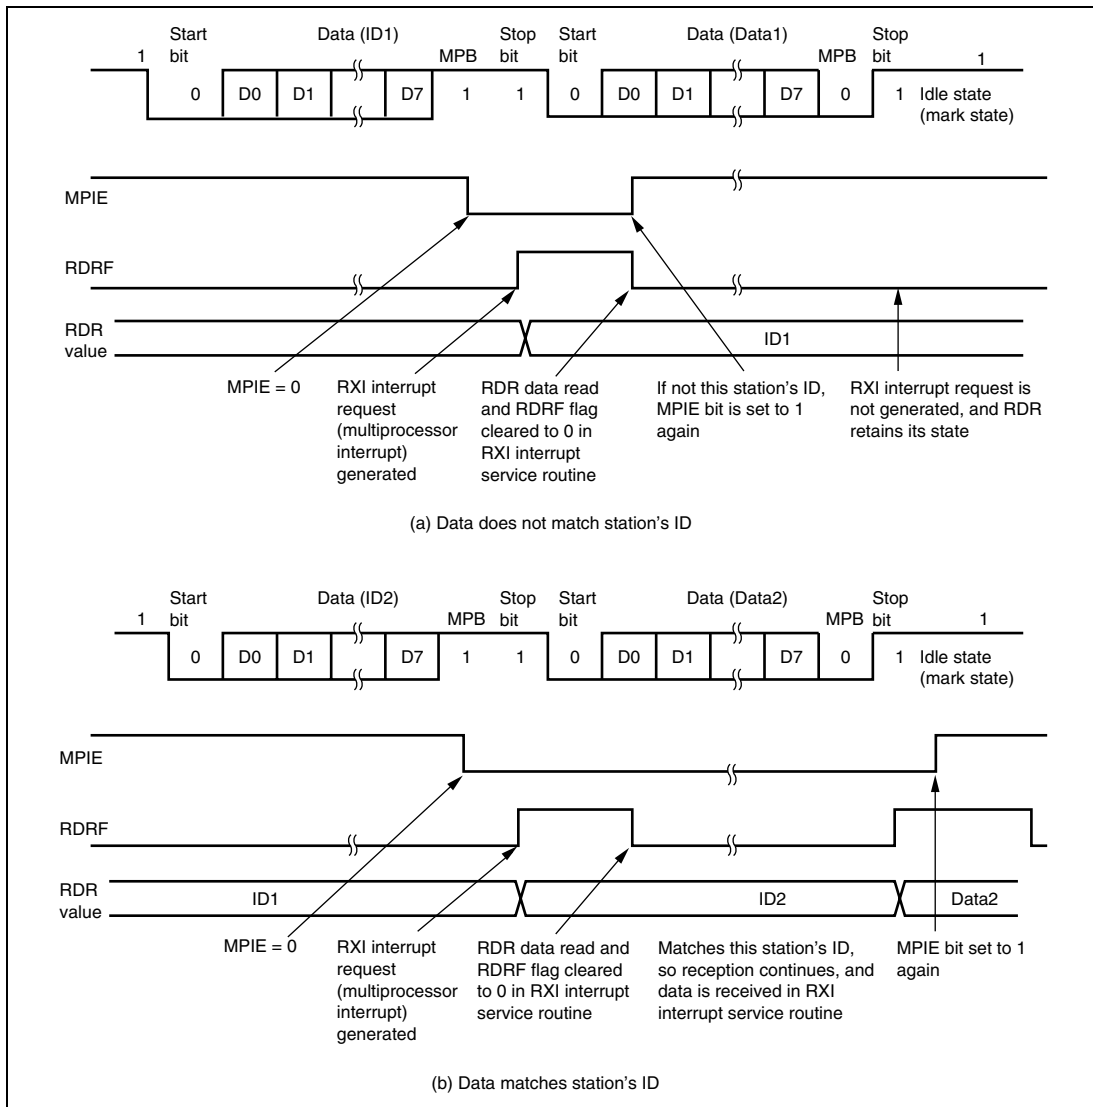 Start Data (ID1) Stop Start Data (Data1) Stop
1 bit MPB bit bit MPB bit 1
0 D0 D1 D7 1 1 0 D0 D1 D7 0 1 Idle state
(mark state)
MPIE
RDRF
RDR
value
ID1
MPIE = 0
RXI interrupt
request
(multiprocessor
interrupt)
generated
RDR data read
and RDRF flag
cleared to 0 in
RXI interrupt
service routine
If not this station's ID,
MPIE bit is set to 1
again
RXI interrupt request is
not generated, and RDR
retains its state
(a) Data does not match station's ID
Start Data (ID2) Stop Start Data (Data2) Stop
1 bit MPB bit bit MPB bit 1
0 D0 D1 D7 1 1 0 D0 D1 D7 0 1 Idle state
(mark state)
MPIE
RDRF
RDR
value
ID1 ID2 Data2
MPIE = 0
RXI interrupt
request
(multiprocessor
interrupt)
generated
RDR data read and
RDRF flag cleared
to 0 in RXI interrupt
service routine
Matches this station's ID,
so reception continues, and
data is received in RXI
interrupt service routine
MPIE bit set to 1
again
(b) Data matches station's ID